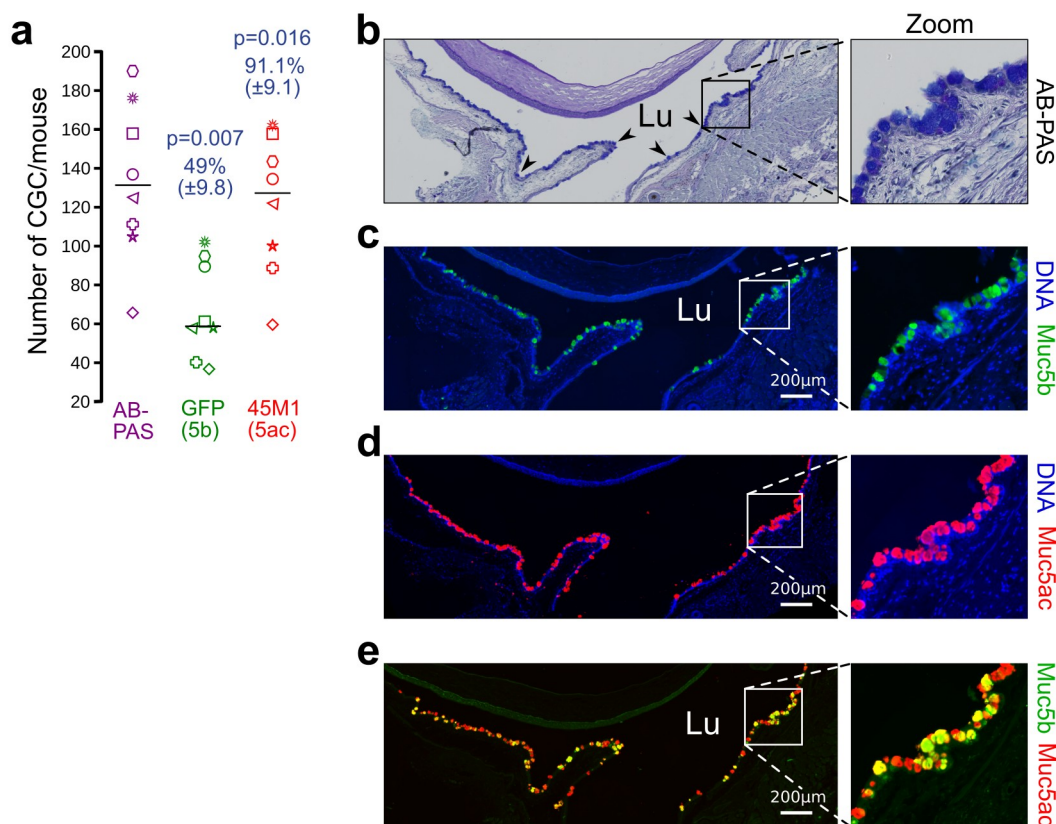 a
Number of CGC/mouse
200
180
160
140
120
100
80
60
40
20
p=0.007
49%
(±9.8)
p=0.016
91.1%
(±9.1)
AB-
PAS
GFP
(5b)
45M1
(5ac)
b
Zoom
Lu
AB-PAS
c
Lu
200µm
DNA Muc5b
d
200µm
DNA Muc5ac
e
Lu
200µm
Muc5b Muc5ac